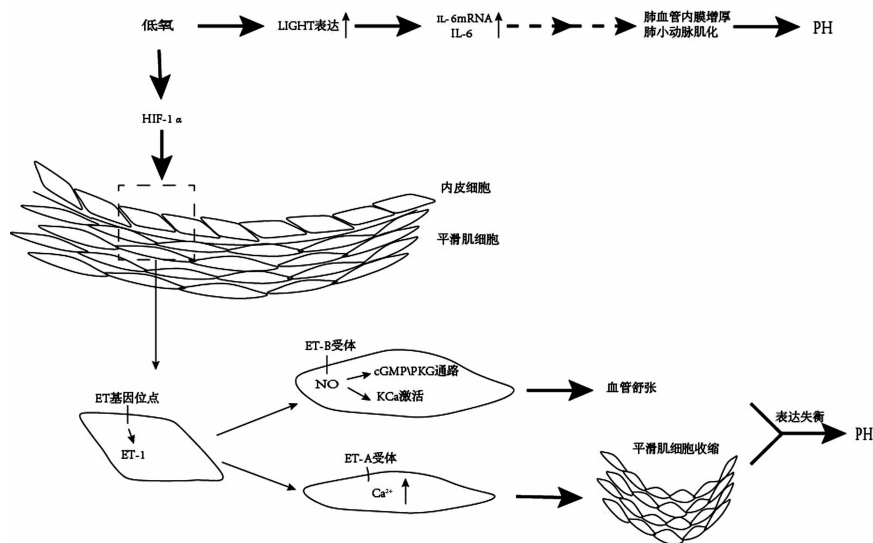 低氧
LIGHT表达
IL-6mRNA
IL-6
肺血管内膜增厚
肺小动脉肌化
PH
HIF-1α
内皮细胞
平滑肌细胞
ET-B受体
NO
cGMP\PKG通路
KCa激活
血管舒张
ET基因位点
ET-1
ET-A受体
Ca²⁺
平滑肌细胞收缩
表达失衡
PH